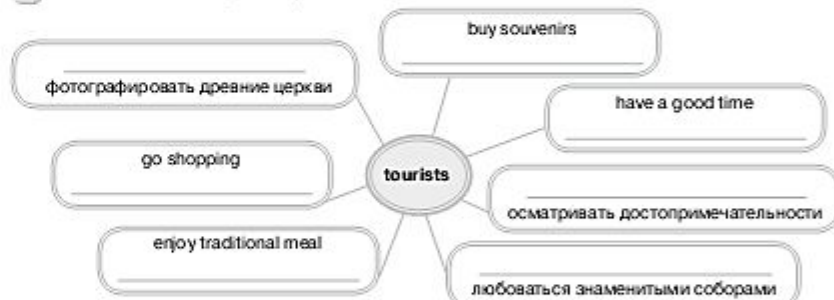 buy souvenirs
фотографировать древние церкви
have a good time
go shopping
tourists
осматривать достопримечательности
enjoy traditional meal
любоваться знаменитыми соборами